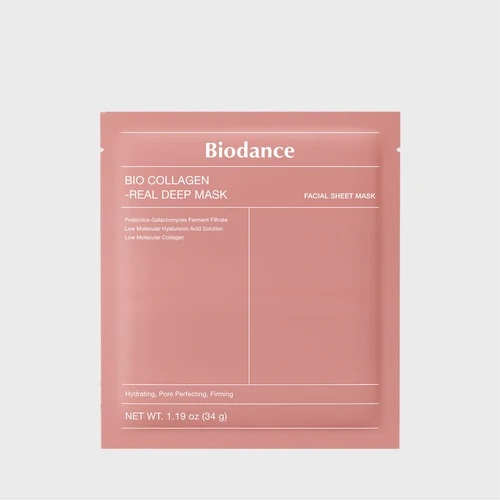 Biodance
BIO COLLAGEN
-REAL DEEP MASK
FACIAL SHEET MASK
Probiotics-Galactomyces Ferment Filtrate
Low Molecular Hyaluronic Acid Solution
Low Molecular Collagen
Hydrating, Pore Perfecting, Firming
NET WT. 1.19 oz (34 g)